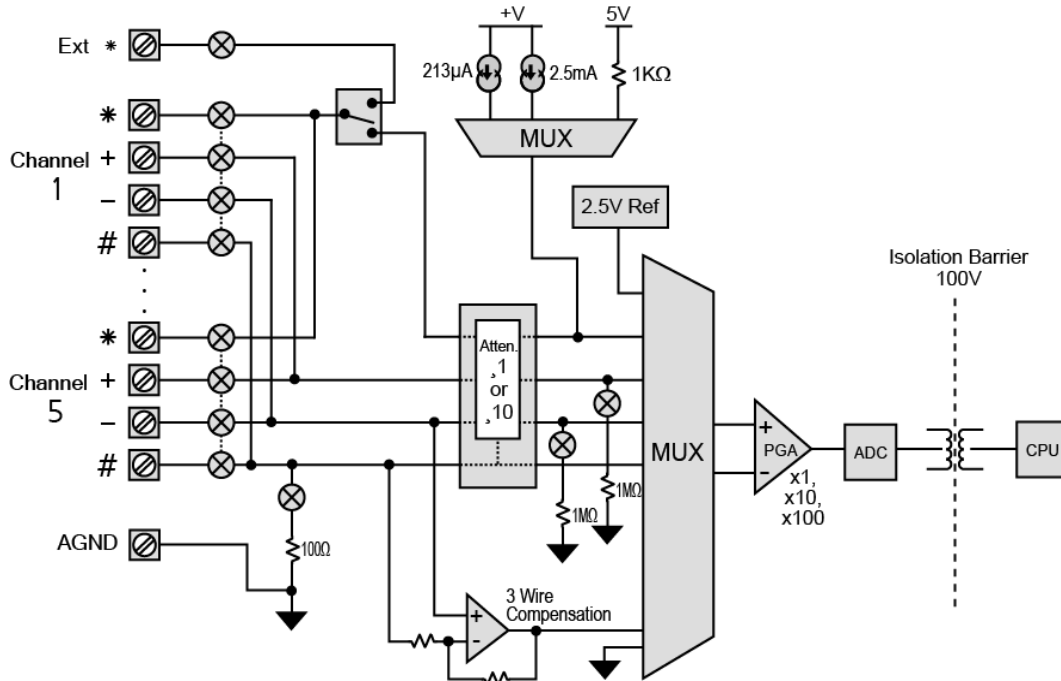 +V
5V
Ext *
213µA
2.5mA
1KΩ
*
MUX
Channel +
1
−
2.5V Ref
#
Isolation Barrier
100V
*
Atten.
¸1
or
¸10
Channel +
5
−
MUX
+
PGA
−
ADC
CPU
#
x1,
x10,
x100
1MΩ
1MΩ
100Ω
AGND
3 Wire
Compensation
+
-